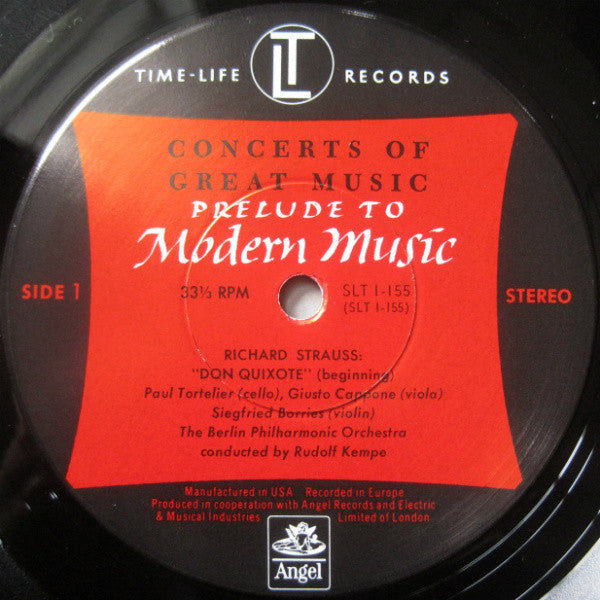 TIME-LIFE LT RECORDS
CONCERTS OF
GREAT MUSIC
PRELUDE TO
Modern Music
SIDE 1 33⅓ RPM SLT 1-155 STEREO
(SLT 1-155)
RICHARD STRAUSS:
"DON QUIXOTE" (beginning)
Paul Tortelier (cello), Giusto Cappone (viola)
Siegfried Borries (violin)
The Berlin Philharmonic Orchestra
conducted by Rudolf Kempe
Manufactured in USA Recorded in Europe
Produced in cooperation with Angel Records and Electric
& Musical Industries Limited of London
Angel